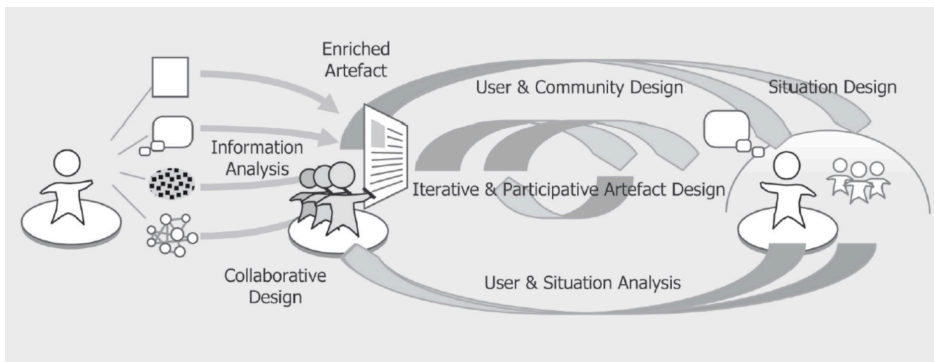 Enriched
Artefact
User & Community Design
Situation Design
Information
Analysis
Iterative & Participative Artefact Design
Collaborative
Design
User & Situation Analysis